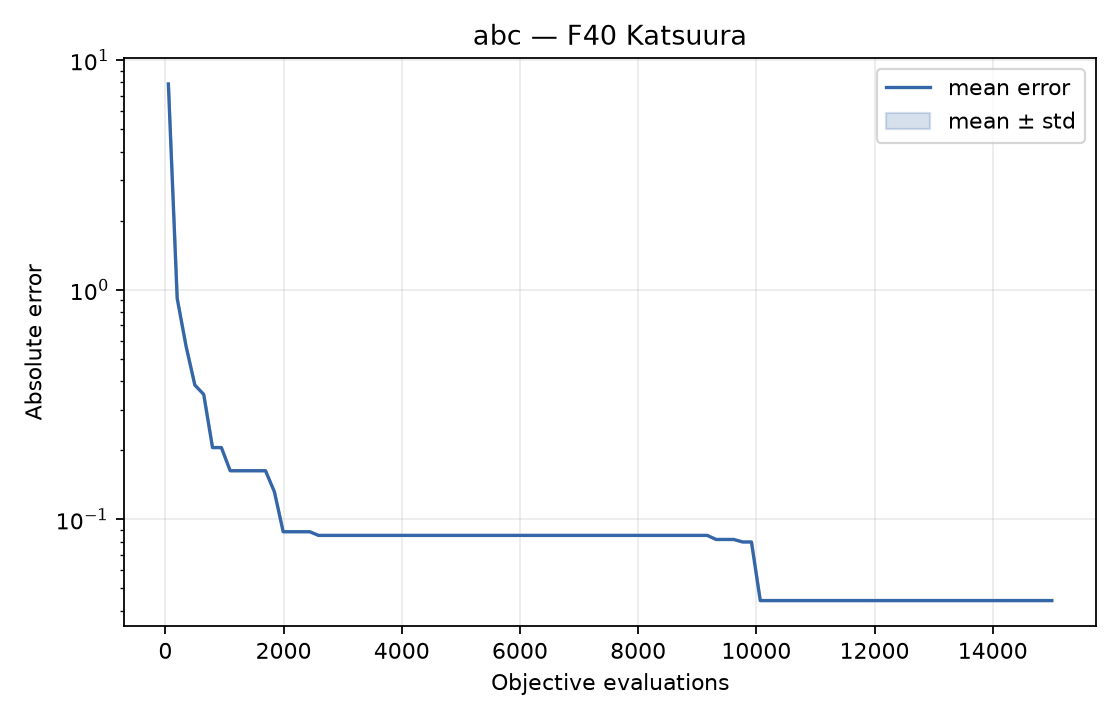 abc — F40 Katsuura
mean error
mean ± std
10¹
10⁰
10⁻¹
Absolute error
0 2000 4000 6000 8000 10000 12000 14000
Objective evaluations